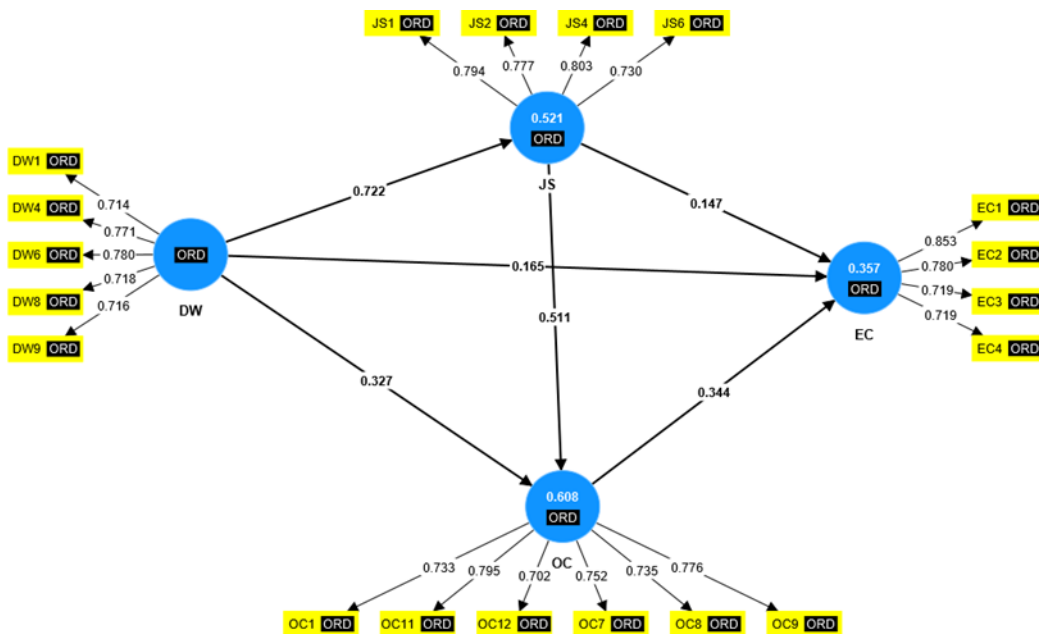 JS1 ORD
JS2 ORD
JS4 ORD
JS6 ORD
0.794
0.777
0.803
0.730
0.521
ORD
JS
DW1 ORD
DW4 ORD
DW6 ORD
DW8 ORD
DW9 ORD
0.714
0.771
0.780
0.718
0.716
ORD
DW
0.722
0.147
0.165
0.511
0.327
0.344
0.357
ORD
EC
EC1 ORD
EC2 ORD
EC3 ORD
EC4 ORD
0.853
0.780
0.719
0.719
0.608
ORD
OC
0.733
0.795
0.702
0.752
0.735
0.776
OC1 ORD
OC11 ORD
OC12 ORD
OC7 ORD
OC8 ORD
OC9 ORD